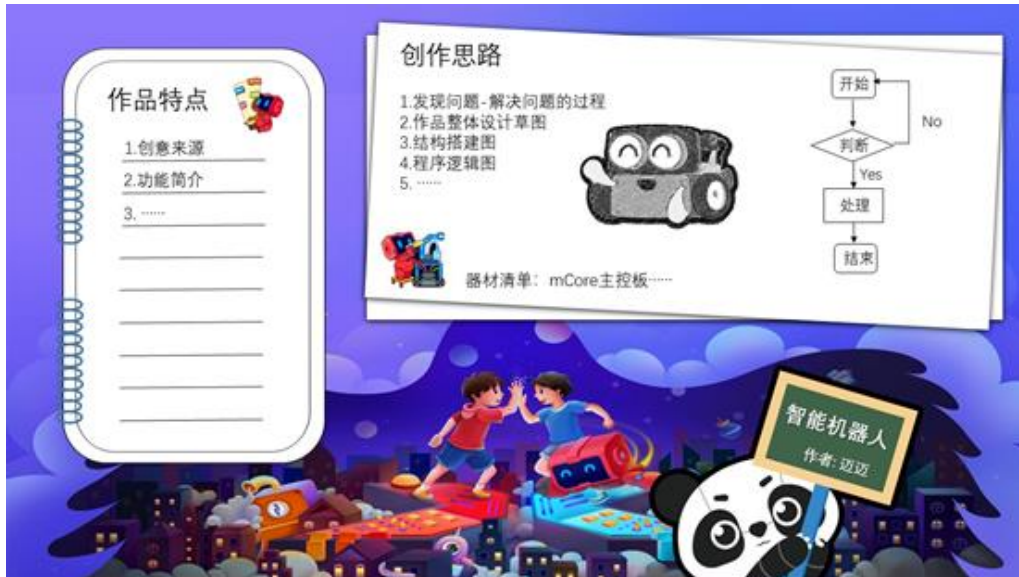 作品特点
1.创意来源
2.功能简介
3. ······
创作思路
1.发现问题-解决问题的过程
2.作品整体设计草图
3.结构搭建图
4.程序逻辑图
5. ······
器材清单：mCore主控板······
开始
No
判断
Yes
处理
结束
智能机器人
作者: 迈迈